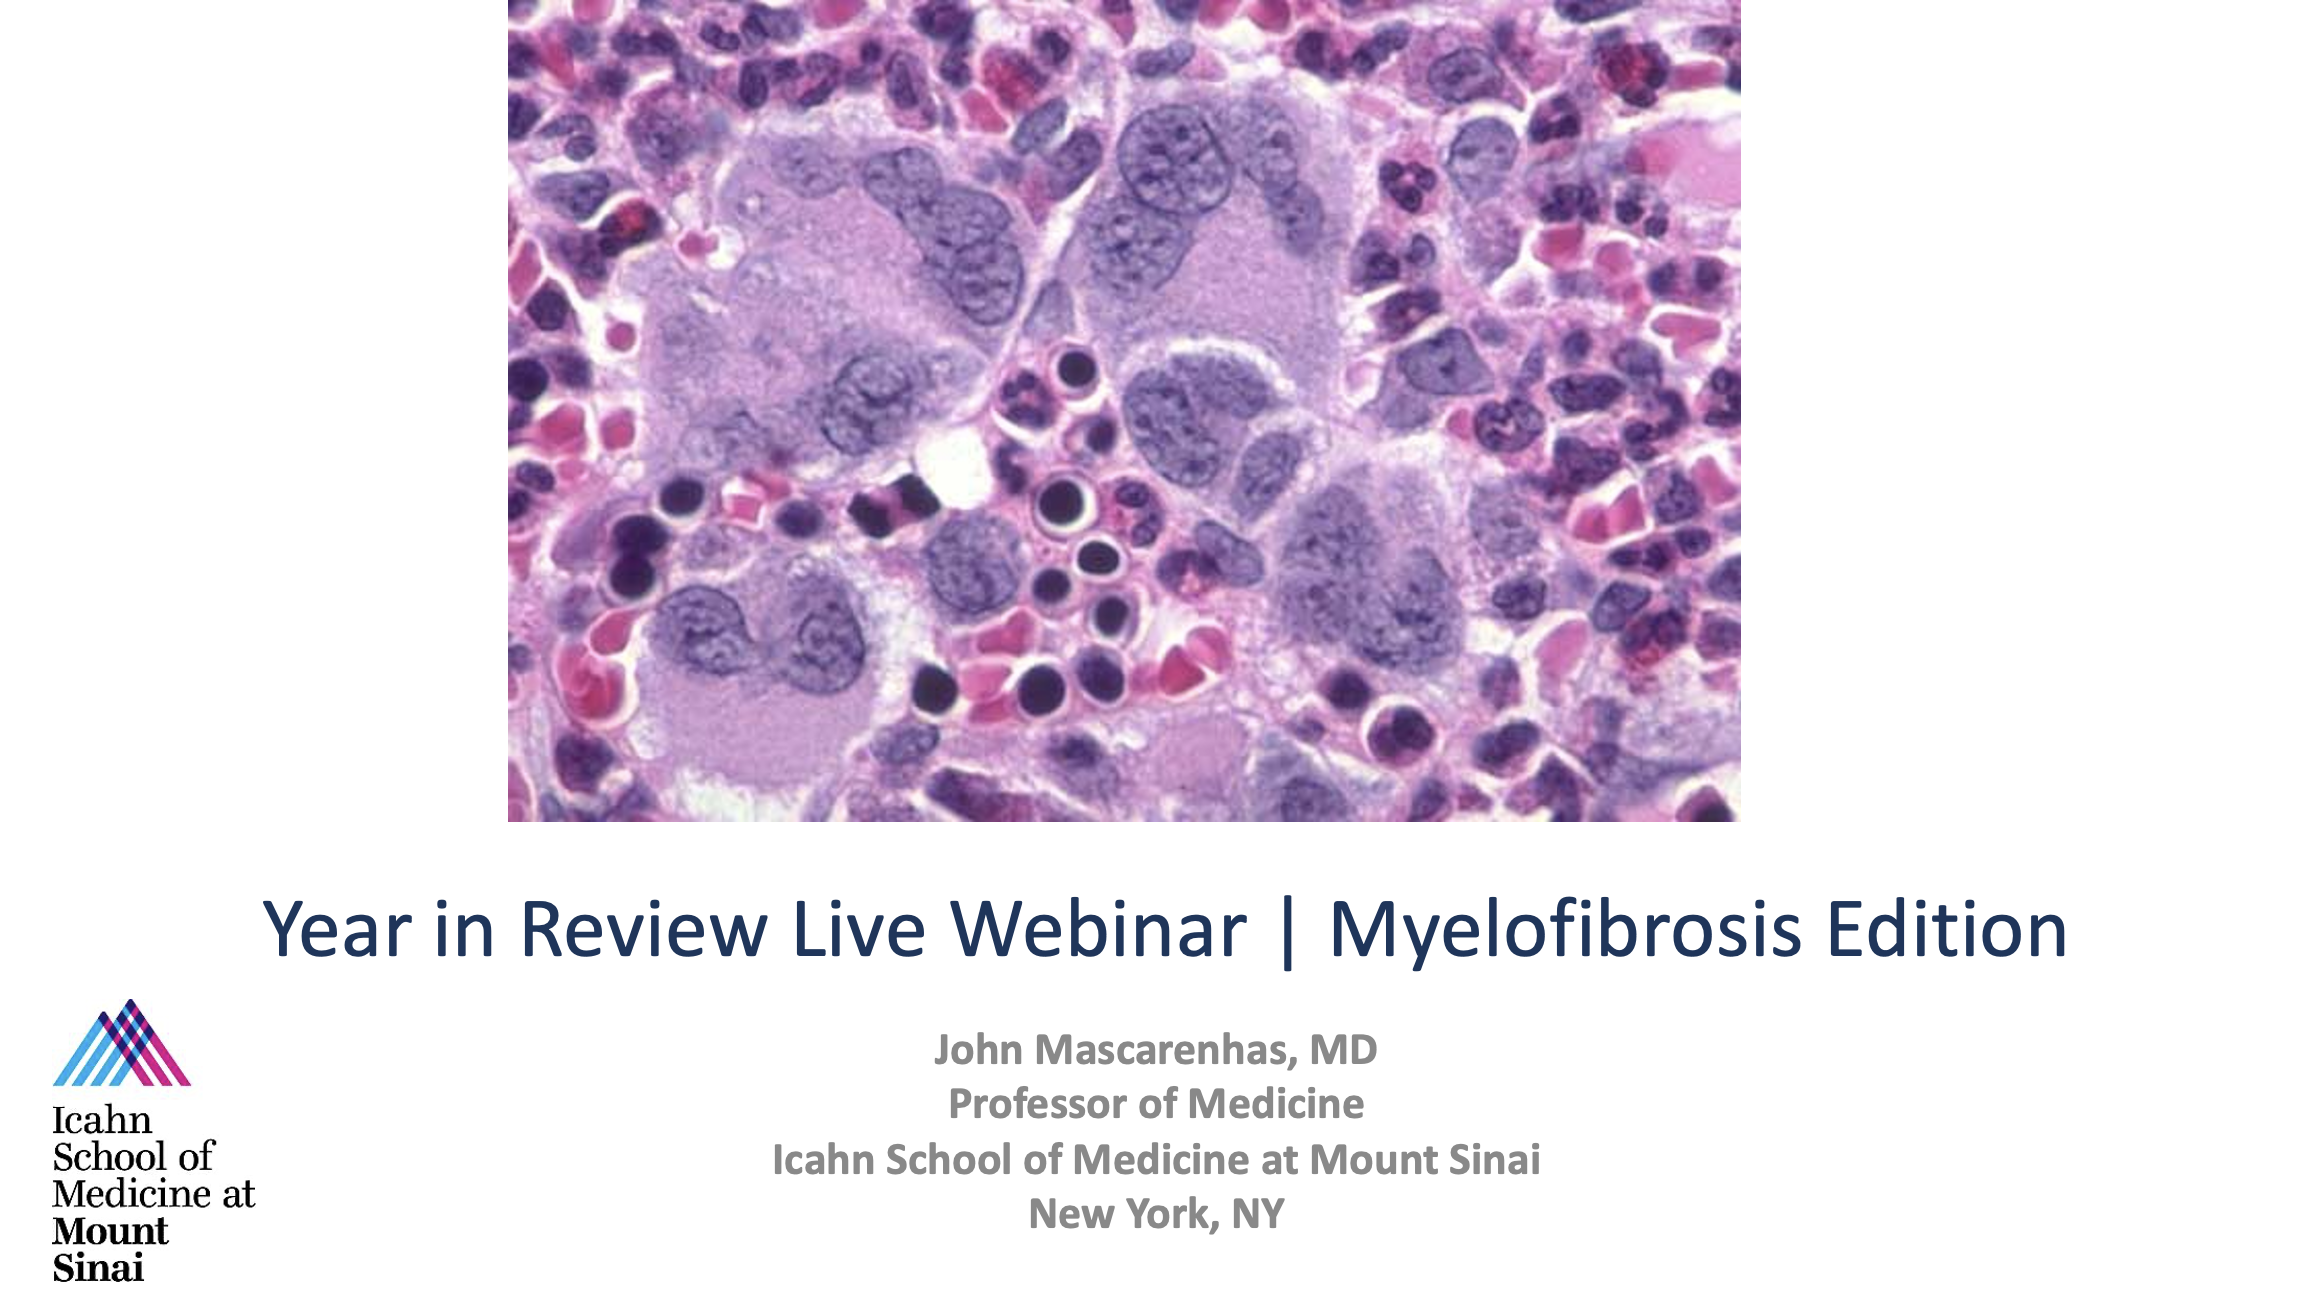 Year in Review Live Webinar | Myelofibrosis Edition
John Mascarenhas, MD
Professor of Medicine
Icahn School of Medicine at Mount Sinai
New York, NY
Icahn
School of
Medicine at
Mount
Sinai